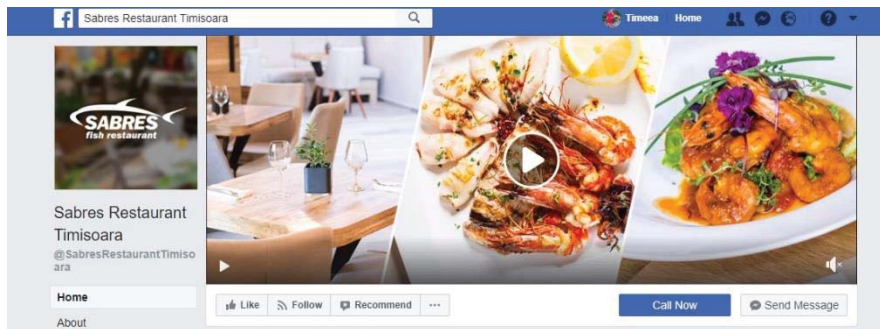 Sabres Restaurant Timisoara
Timeea Home
SABRES
fish restaurant
Sabres Restaurant
Timisoara
@SabresRestaurantTimiso
ara
Home
About
Like Follow Recommend ...
Call Now Send Message